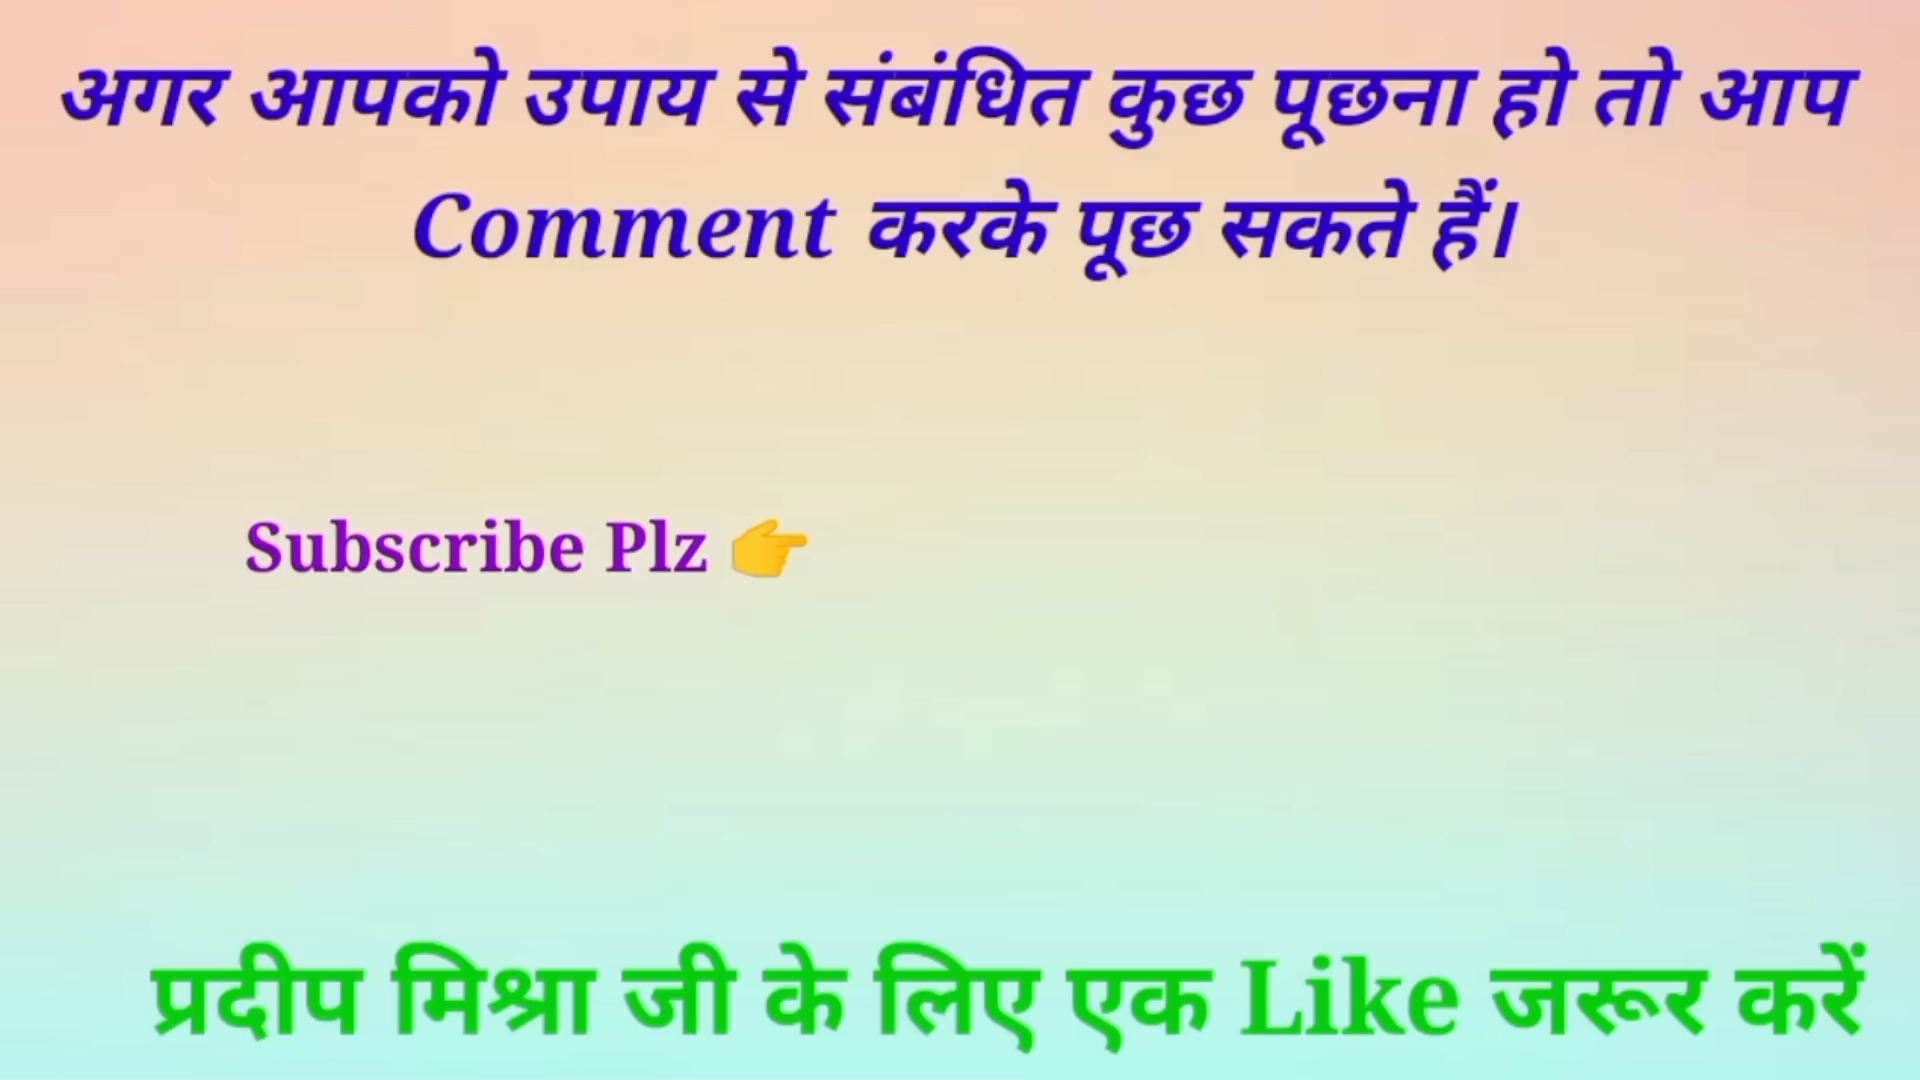 अगर आपको उपाय से संबंधित कुछ पूछना हो तो आप
Comment करके पूछ सकते हैं।
Subscribe Plz 👉
प्रदीप मिश्रा जी के लिए एक Like जरूर करें